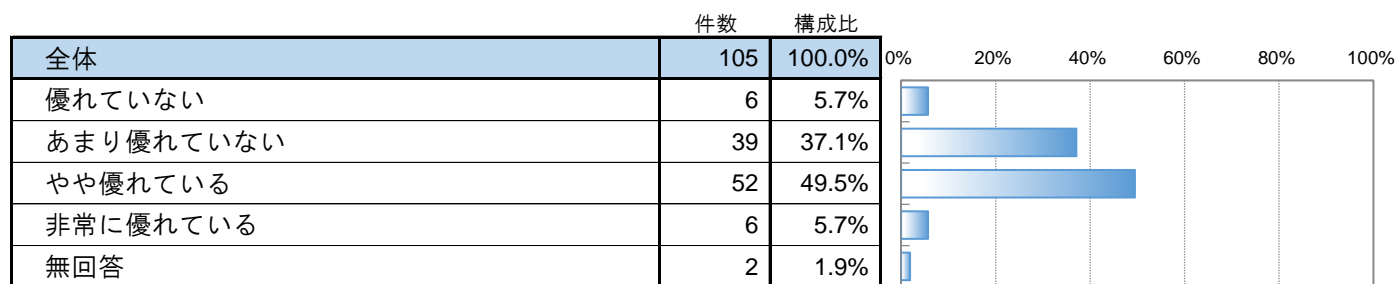 件数 構成比
全体 105 100.0% 0% 20% 40% 60% 80% 100%
優れていない 6 5.7%
あまり優れていない 39 37.1%
やや優れている 52 49.5%
非常に優れている 6 5.7%
無回答 2 1.9%